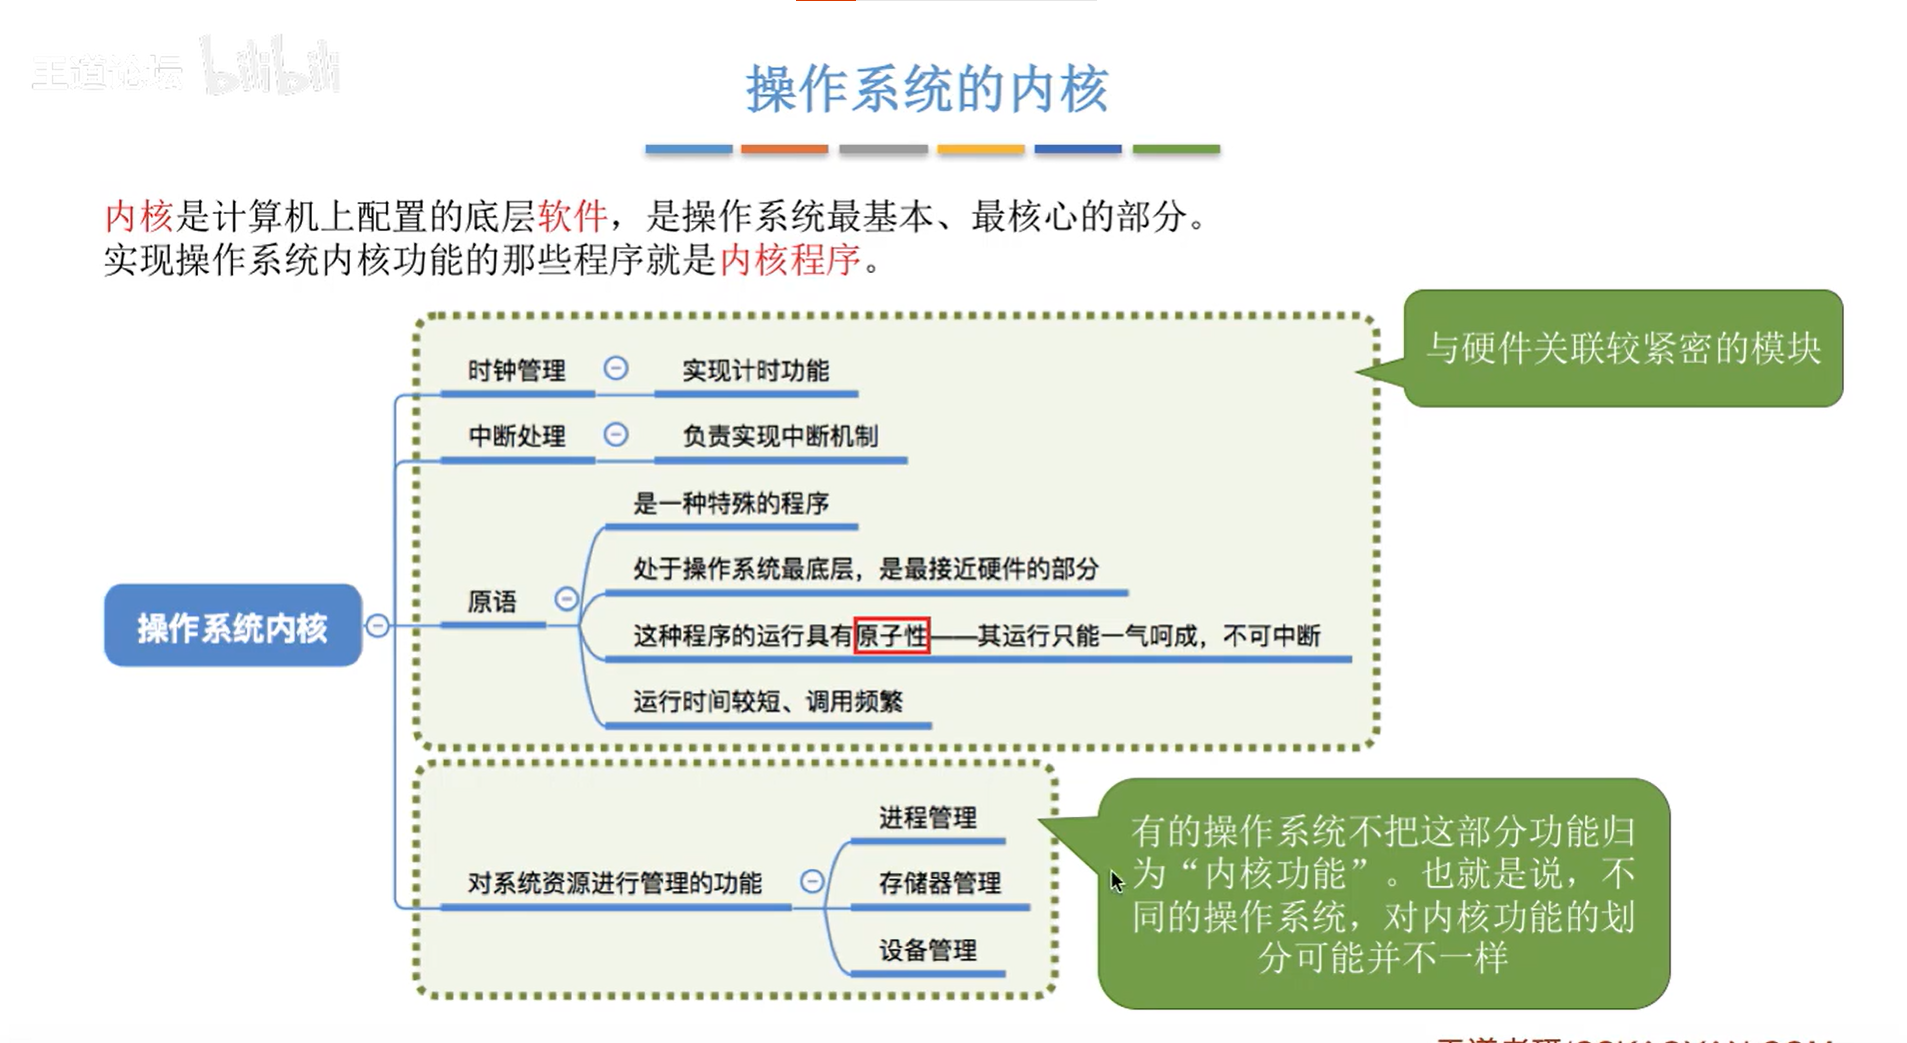 王道论坛 bilibili
操作系统的内核
内核是计算机上配置的底层软件，是操作系统最基本、最核心的部分。
实现操作系统内核功能的那些程序就是内核程序。
与硬件关联较紧密的模块
时钟管理
实现计时功能
中断处理
负责实现中断机制
是一种特殊的程序
处于操作系统最底层，是最接近硬件的部分
原语
这种程序的运行具有原子性——其运行只能一气呵成，不可中断
运行时间较短、调用频繁
操作系统内核
进程管理
对系统资源进行管理的功能
存储器管理
设备管理
有的操作系统不把这部分功能归
为“内核功能”。也就是说，不
同的操作系统，对内核功能的划
分可能并不一样